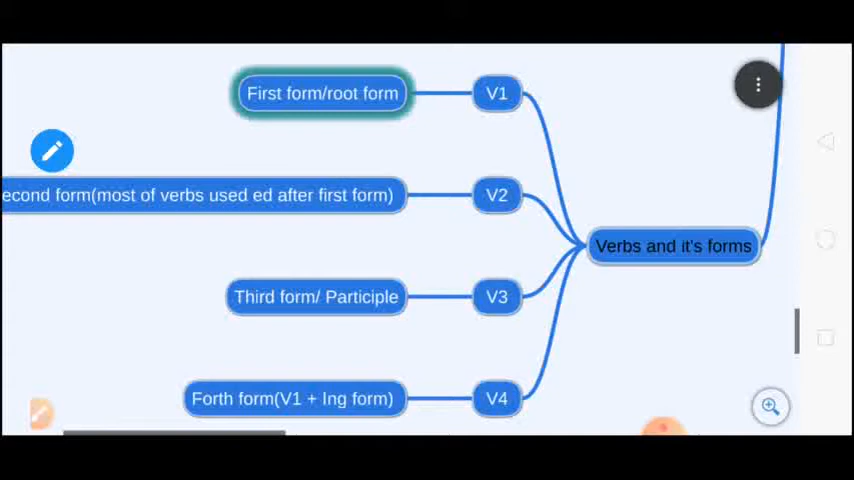 First form/root form
V1
econd form(most of verbs used ed after first form)
V2
Verbs and it's forms
Third form/ Participle
V3
Forth form(V1 + Ing form)
V4